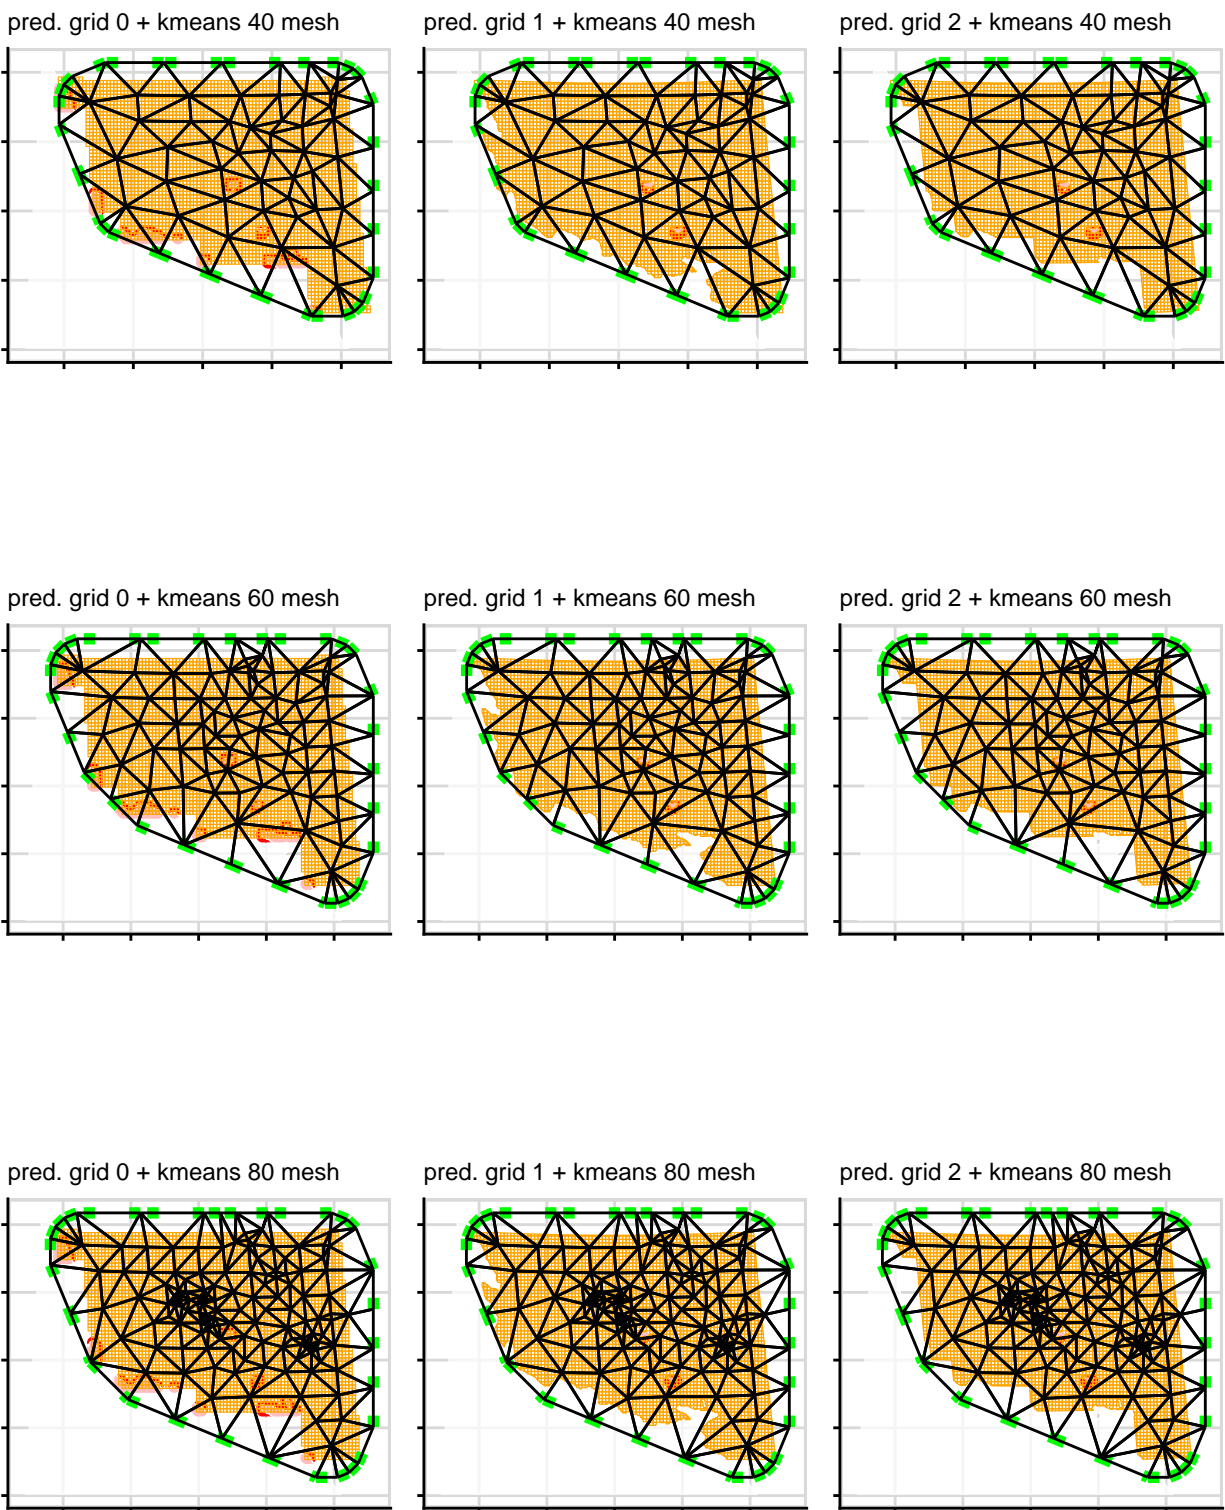 pred. grid 0 + kmeans 40 mesh
pred. grid 1 + kmeans 40 mesh
pred. grid 2 + kmeans 40 mesh
pred. grid 0 + kmeans 60 mesh
pred. grid 1 + kmeans 60 mesh
pred. grid 2 + kmeans 60 mesh
pred. grid 0 + kmeans 80 mesh
pred. grid 1 + kmeans 80 mesh
pred. grid 2 + kmeans 80 mesh